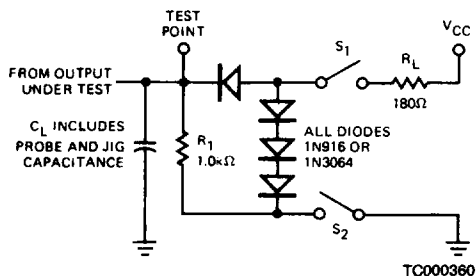 TEST
POINT
VCC
S1
RL
FROM OUTPUT
UNDER TEST
180Ω
CL INCLUDES
PROBE AND JIG
CAPACITANCE
R1
1.0kΩ
ALL DIODES
1N916 OR
1N3064
S2
TC000360